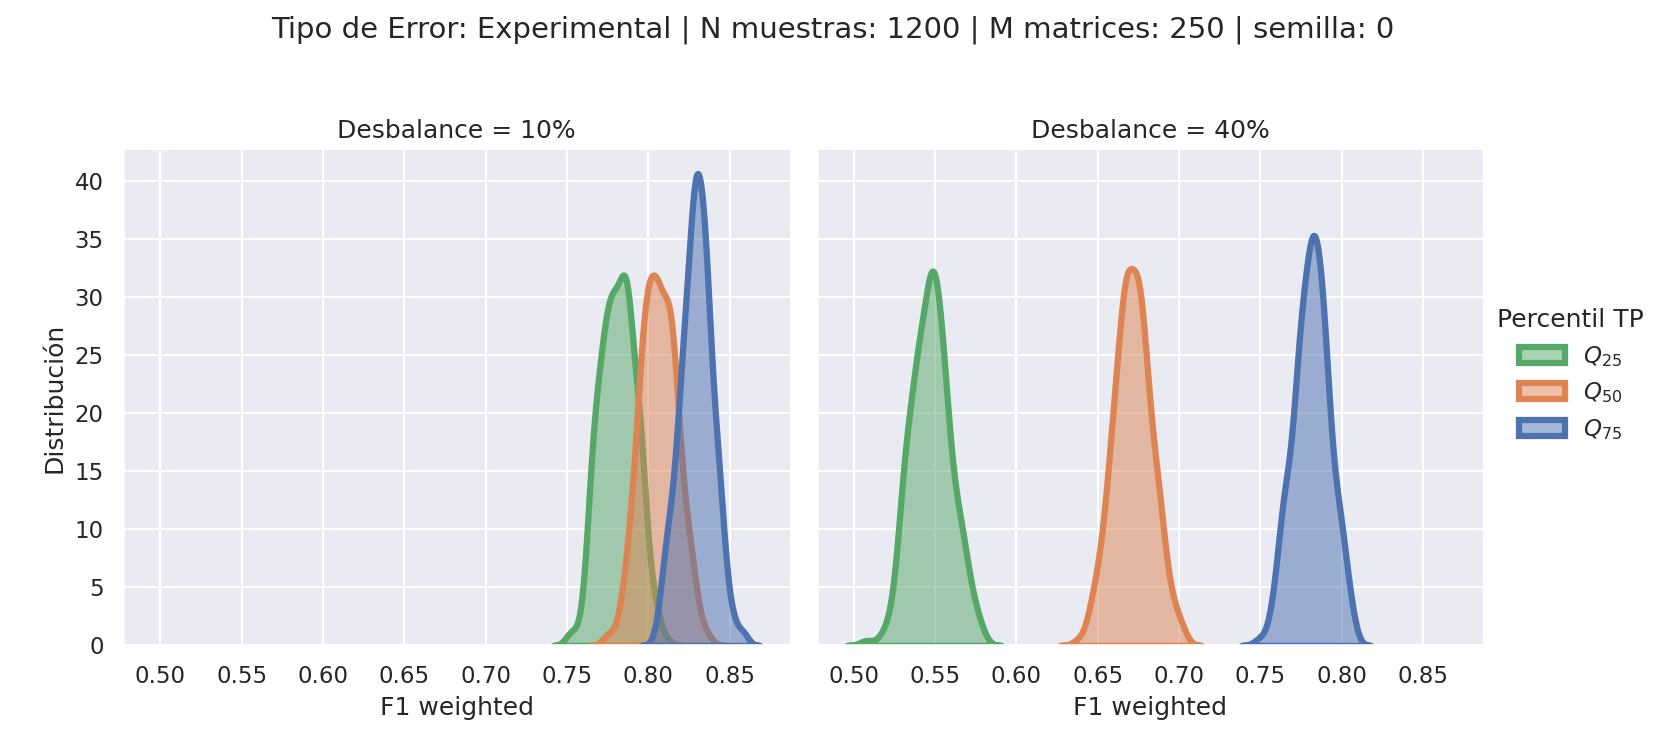 Tipo de Error: Experimental | N muestras: 1200 | M matrices: 250 | semilla: 0
Desbalance = 10%
Desbalance = 40%
Distribución
40
35
30
25
20
15
10
5
0
0.50 0.55 0.60 0.65 0.70 0.75 0.80 0.85
0.50 0.55 0.60 0.65 0.70 0.75 0.80 0.85
F1 weighted
F1 weighted
Percentil TP
Q25
Q50
Q75